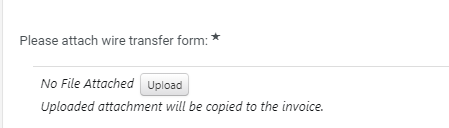 Please attach wire transfer form: ★
No File Attached Upload
Uploaded attachment will be copied to the invoice.